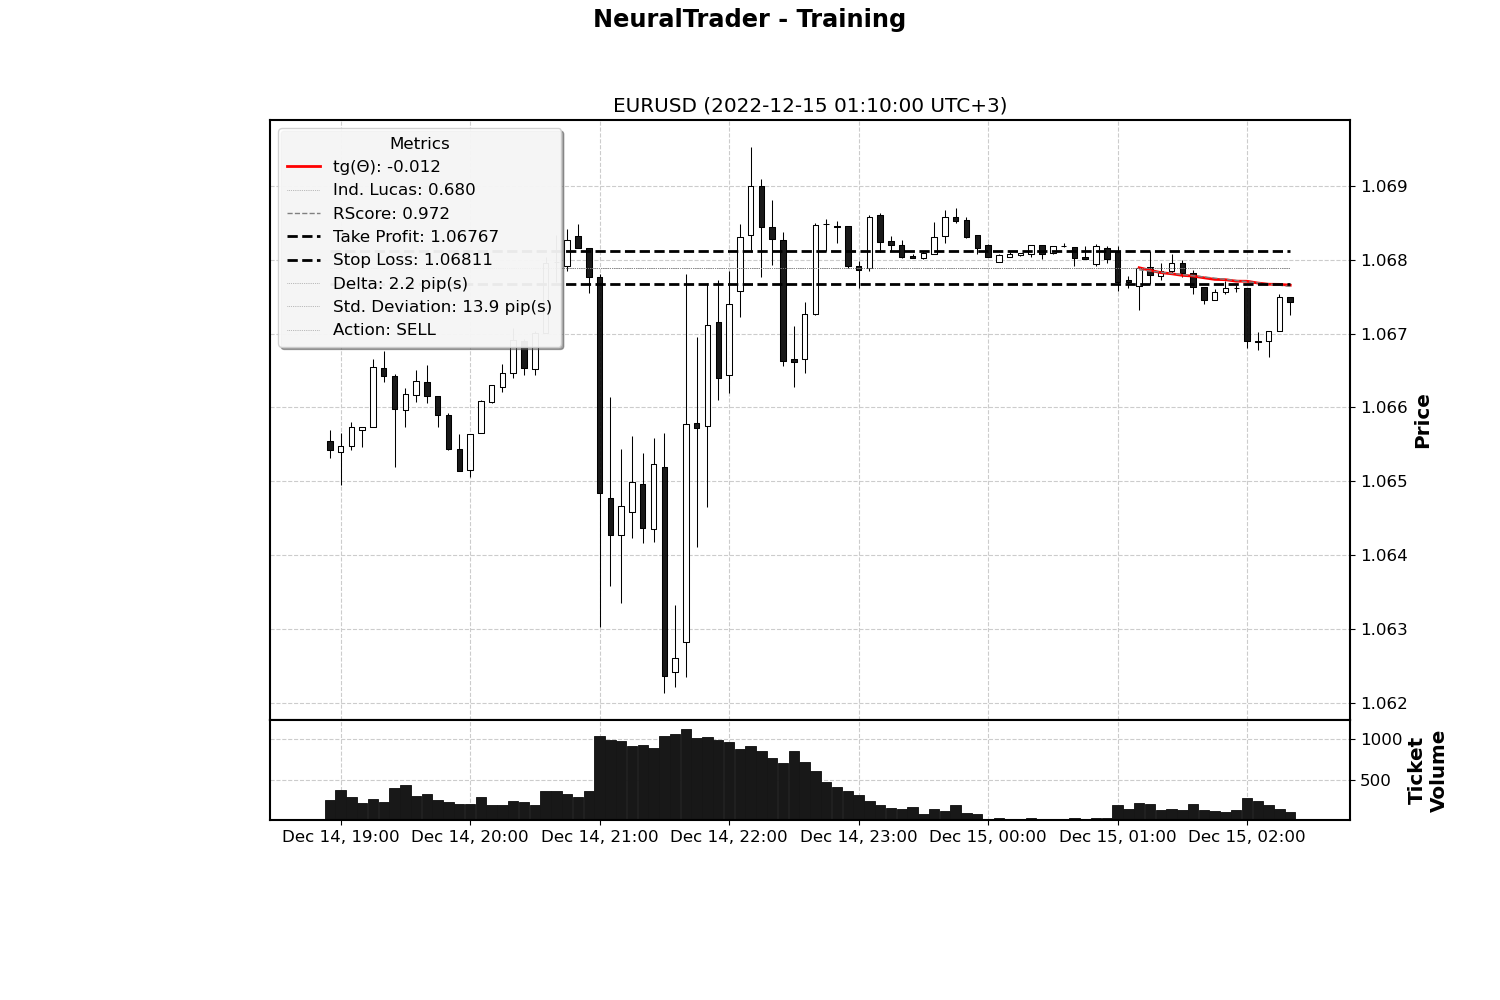 NeuralTrader - Training
EURUSD (2022-12-15 01:10:00 UTC+3)
Metrics
tg(Θ): -0.012
Ind. Lucas: 0.680
RScore: 0.972
Take Profit: 1.06767
Stop Loss: 1.06811
Delta: 2.2 pip(s)
Std. Deviation: 13.9 pip(s)
Action: SELL
1.069
1.068
1.067
1.066
1.065
1.064
1.063
1.062
Price
1000
500
Ticket
Volume
Dec 14, 19:00
Dec 14, 20:00
Dec 14, 21:00
Dec 14, 22:00
Dec 14, 23:00
Dec 15, 00:00
Dec 15, 01:00
Dec 15, 02:00